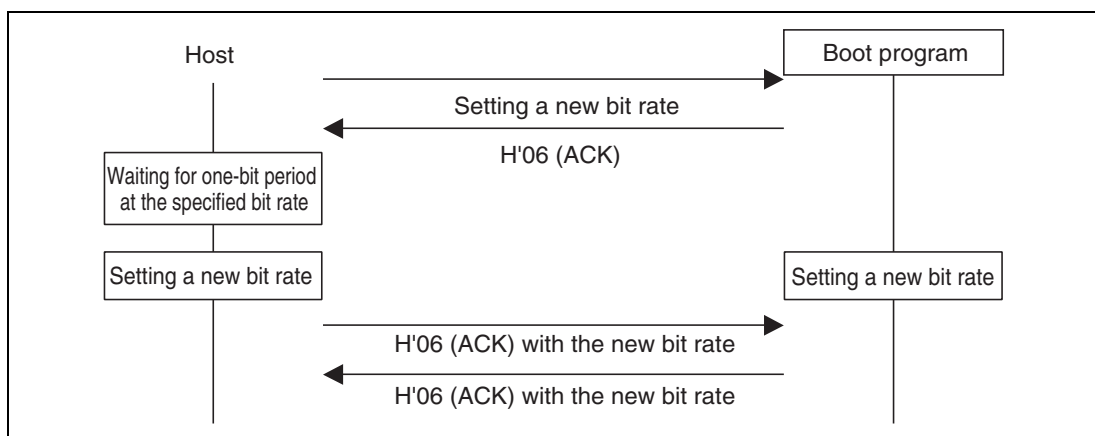 Host
Boot program
Setting a new bit rate
H'06 (ACK)
Waiting for one-bit period
at the specified bit rate
Setting a new bit rate
Setting a new bit rate
H'06 (ACK) with the new bit rate
H'06 (ACK) with the new bit rate